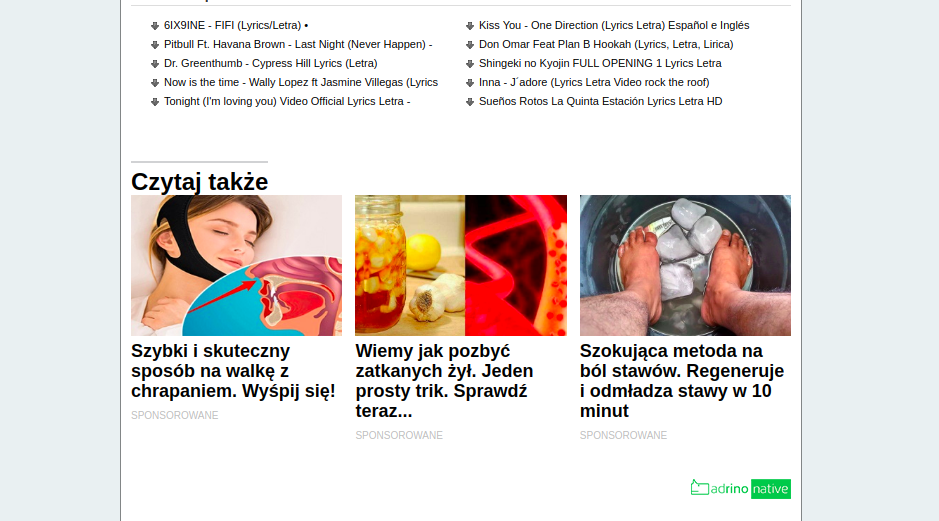 6IX9INE - FIFI (Lyrics/Letra) •
Pitbull Ft. Havana Brown - Last Night (Never Happen) -
Dr. Greenthumb - Cypress Hill Lyrics (Letra)
Now is the time - Wally Lopez ft Jasmine Villegas (Lyrics
Tonight (I'm loving you) Video Official Lyrics Letra -
Kiss You - One Direction (Lyrics Letra) Español e Inglés
Don Omar Feat Plan B Hookah (Lyrics, Letra, Lirica)
Shingeki no Kyojin FULL OPENING 1 Lyrics Letra
Inna - J´adore (Lyrics Letra Video rock the roof)
Sueños Rotos La Quinta Estación Lyrics Letra HD
Czytaj także
Szybki i skuteczny
sposób na walkę z
chrapaniem. Wyśpij się!
SPONSOROWANE
Wiemy jak pozbyć
zatkanych żył. Jeden
prosty trik. Sprawdź
teraz...
SPONSOROWANE
Szokująca metoda na
ból stawów. Regeneruje
i odmładza stawy w 10
minut
SPONSOROWANE
adrino native